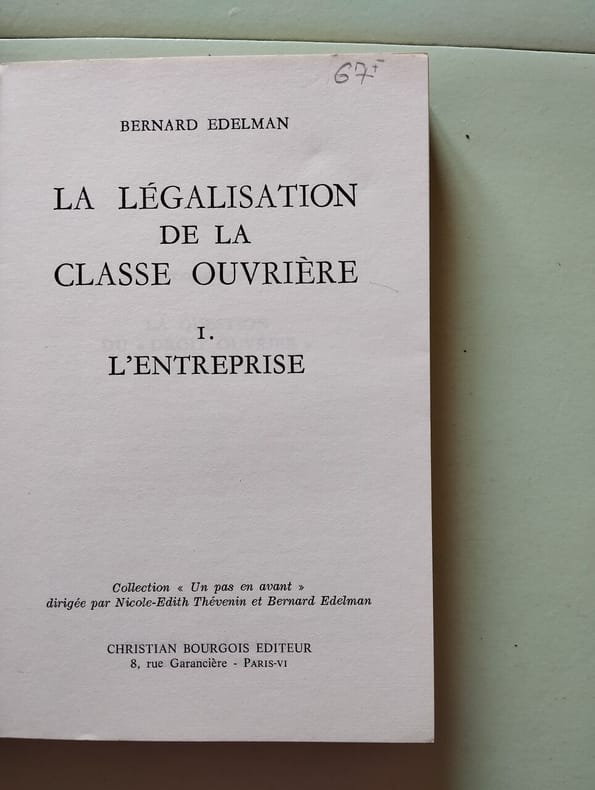 67
BERNARD EDELMAN
LA LÉGALISATION
DE LA
CLASSE OUVRIÈRE
I.
L'ENTREPRISE
Collection « Un pas en avant »
dirigée par Nicole-Edith Thévenin et Bernard Edelman
CHRISTIAN BOURGOIS EDITEUR
8, rue Garancière - PARIS-VI